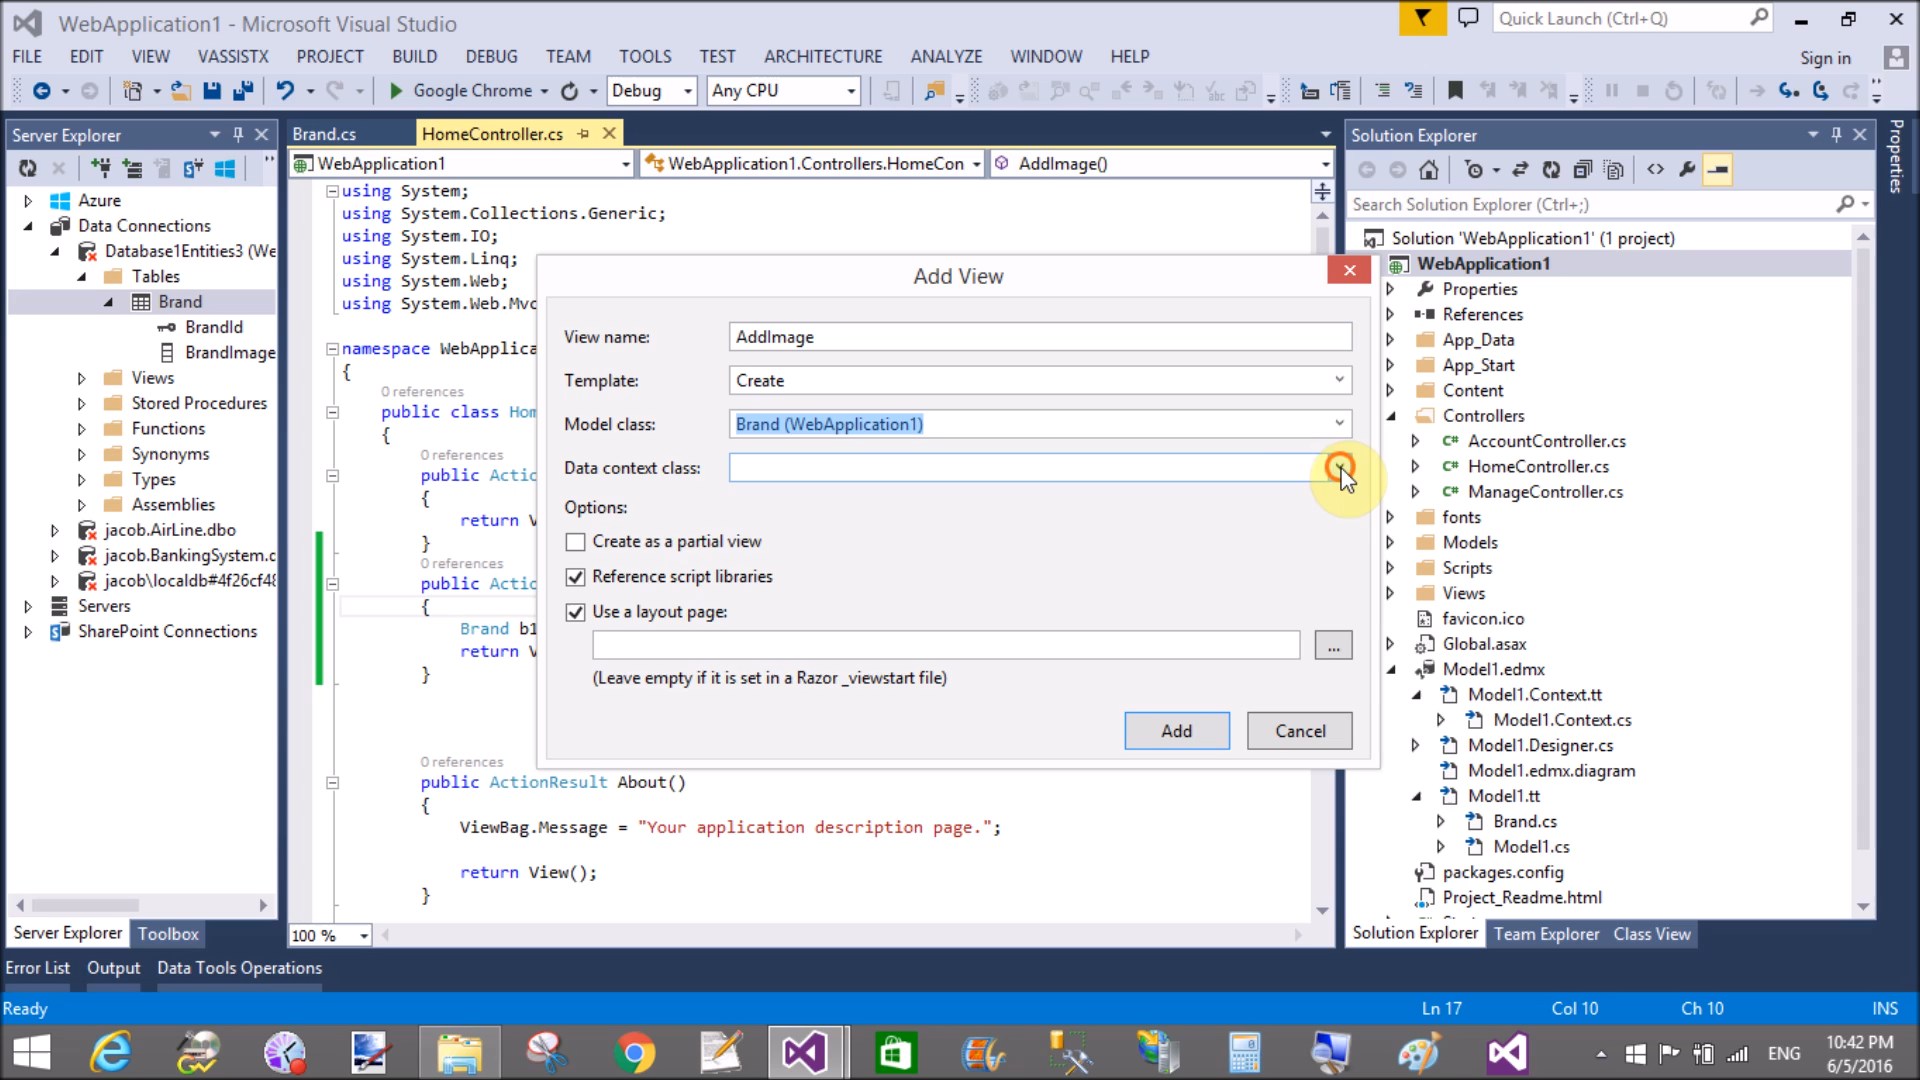 WebApplication1 - Microsoft Visual Studio
Quick Launch (Ctrl+Q)
FILE EDIT VIEW VASSISTX PROJECT BUILD DEBUG TEAM TOOLS TEST ARCHITECTURE ANALYZE WINDOW HELP
Sign in
Google Chrome Debug Any CPU
Server Explorer
Azure
Data Connections
Database1Entities3 (We
Tables
Brand
BrandId
BrandImage
Views
Stored Procedures
Functions
Synonyms
Types
Assemblies
jacob.AirLine.dbo
jacob.BankingSystem.c
jacob\localdb#4f26cf48
Servers
SharePoint Connections
Server Explorer Toolbox
Brand.cs HomeController.cs
WebApplication1 WebApplication1.Controllers.HomeCon AddImage()
using System;
using System.Collections.Generic;
using System.IO;
using System.Linq;
using System.Web;
using System.Web.Mvc
namespace WebApplica
{
0 references
public class Hom
{
0 references
public Actio
{
return V
}
0 references
public Actio
{
Brand b1
return V
}
0 references
public ActionResult About()
{
ViewBag.Message = "Your application description page.";
return View();
}
100 %
Add View
View name: AddImage
Template: Create
Model class: Brand (WebApplication1)
Data context class:
Options:
Create as a partial view
Reference script libraries
Use a layout page:
...
(Leave empty if it is set in a Razor _viewstart file)
Add Cancel
Solution Explorer
Search Solution Explorer (Ctrl+;)
Solution 'WebApplication1' (1 project)
WebApplication1
Properties
References
App_Data
App_Start
Content
Controllers
C# AccountController.cs
C# HomeController.cs
C# ManageController.cs
fonts
Models
Scripts
Views
favicon.ico
Global.asax
Model1.edmx
Model1.Context.tt
Model1.Context.cs
Model1.Designer.cs
Model1.edmx.diagram
Model1.tt
Brand.cs
Model1.cs
packages.config
Project_Readme.html
Solution Explorer Team Explorer Class View
Properties
Error List Output Data Tools Operations
Ready Ln 17 Col 10 Ch 10 INS
ENG
10:42 PM
6/5/2016